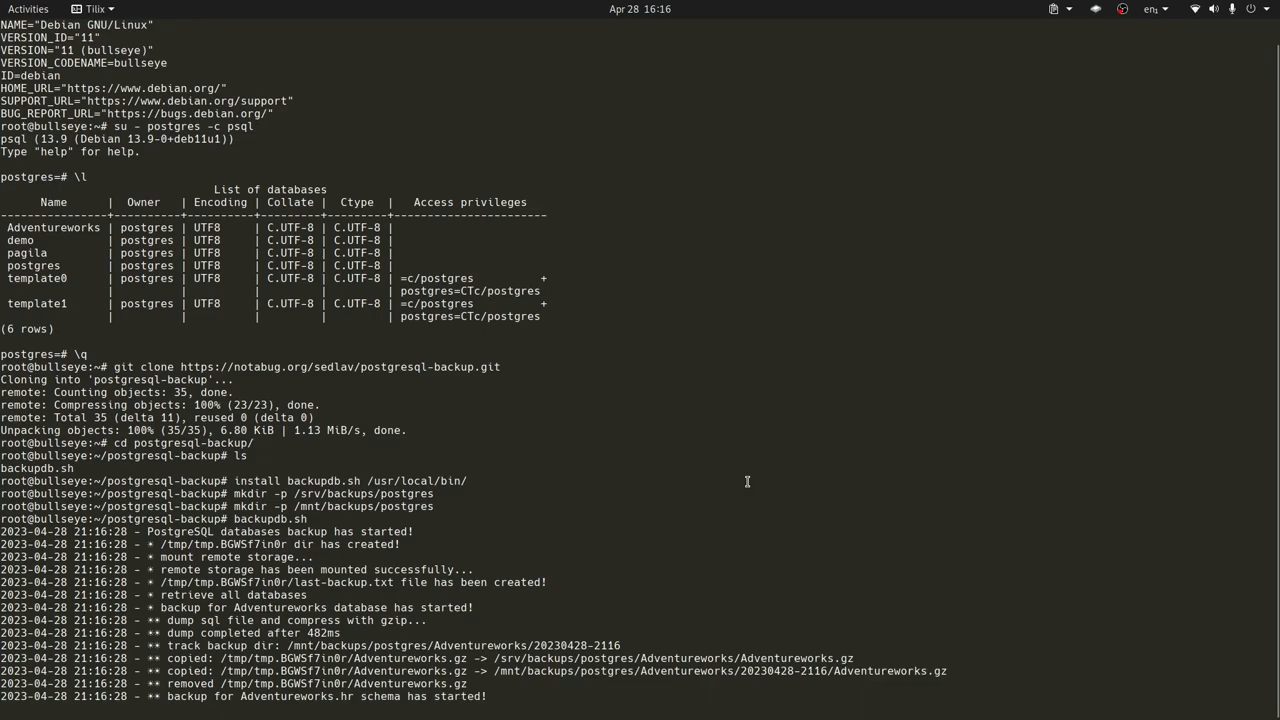 Activities Tilix Apr 28 16:16 en₁
NAME="Debian GNU/Linux"
VERSION_ID="11"
VERSION="11 (bullseye)"
VERSION_CODENAME=bullseye
ID=debian
HOME_URL="https://www.debian.org/"
SUPPORT_URL="https://www.debian.org/support"
BUG_REPORT_URL="https://bugs.debian.org/"
root@bullseye:~# su - postgres -c psql
psql (13.9 (Debian 13.9-0+deb11u1))
Type "help" for help.
postgres=# \l
                                List of databases
      Name      |  Owner   | Encoding | Collate |  Ctype  |   Access privileges
----------------+----------+----------+---------+---------+-----------------------
 Adventureworks | postgres | UTF8     | C.UTF-8 | C.UTF-8 |
 demo           | postgres | UTF8     | C.UTF-8 | C.UTF-8 |
 pagila         | postgres | UTF8     | C.UTF-8 | C.UTF-8 |
 postgres       | postgres | UTF8     | C.UTF-8 | C.UTF-8 |
 template0      | postgres | UTF8     | C.UTF-8 | C.UTF-8 | =c/postgres          +
                |          |          |         |         | postgres=CTc/postgres
 template1      | postgres | UTF8     | C.UTF-8 | C.UTF-8 | =c/postgres          +
                |          |          |         |         | postgres=CTc/postgres
(6 rows)
postgres=# \q
root@bullseye:~# git clone https://notabug.org/sedlav/postgresql-backup.git
Cloning into 'postgresql-backup'...
remote: Counting objects: 35, done.
remote: Compressing objects: 100% (23/23), done.
remote: Total 35 (delta 11), reused 0 (delta 0)
Unpacking objects: 100% (35/35), 6.80 KiB | 1.13 MiB/s, done.
root@bullseye:~# cd postgresql-backup/
root@bullseye:~/postgresql-backup# ls
backupdb.sh
root@bullseye:~/postgresql-backup# install backupdb.sh /usr/local/bin/
root@bullseye:~/postgresql-backup# mkdir -p /srv/backups/postgres
root@bullseye:~/postgresql-backup# mkdir -p /mnt/backups/postgres
root@bullseye:~/postgresql-backup# backupdb.sh
2023-04-28 21:16:28 - PostgreSQL databases backup has started!
2023-04-28 21:16:28 - * /tmp/tmp.BGWSf7in0r dir has created!
2023-04-28 21:16:28 - * mount remote storage...
2023-04-28 21:16:28 - * remote storage has been mounted successfully...
2023-04-28 21:16:28 - * /tmp/tmp.BGWSf7in0r/last-backup.txt file has been created!
2023-04-28 21:16:28 - * retrieve all databases
2023-04-28 21:16:28 - * backup for Adventureworks database has started!
2023-04-28 21:16:28 - ** dump sql file and compress with gzip...
2023-04-28 21:16:28 - ** dump completed after 482ms
2023-04-28 21:16:28 - ** track backup dir: /mnt/backups/postgres/Adventureworks/20230428-2116
2023-04-28 21:16:28 - ** copied: /tmp/tmp.BGWSf7in0r/Adventureworks.gz -> /srv/backups/postgres/Adventureworks/Adventureworks.gz
2023-04-28 21:16:28 - ** copied: /tmp/tmp.BGWSf7in0r/Adventureworks.gz -> /mnt/backups/postgres/Adventureworks/20230428-2116/Adventureworks.gz
2023-04-28 21:16:28 - ** removed /tmp/tmp.BGWSf7in0r/Adventureworks.gz
2023-04-28 21:16:28 - ** backup for Adventureworks.hr schema has started!